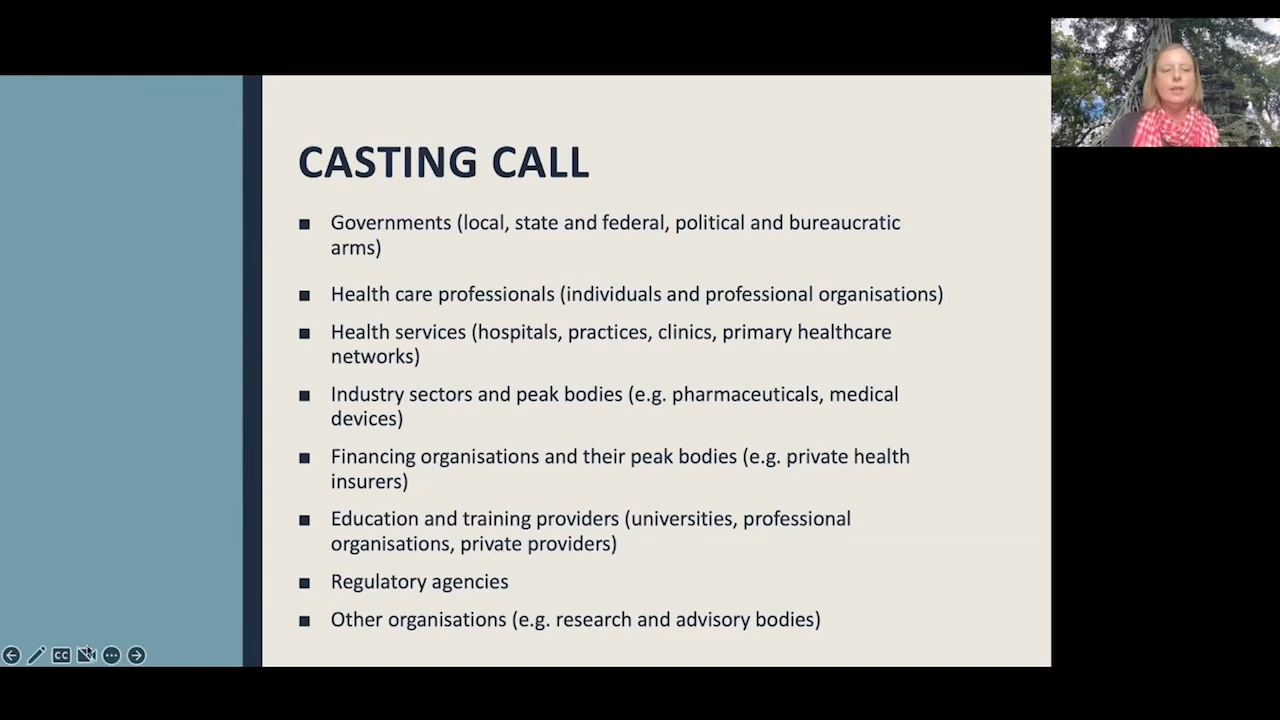 CASTING CALL
■ Governments (local, state and federal, political and bureaucratic
arms)
■ Health care professionals (individuals and professional organisations)
■ Health services (hospitals, practices, clinics, primary healthcare
networks)
■ Industry sectors and peak bodies (e.g. pharmaceuticals, medical
devices)
■ Financing organisations and their peak bodies (e.g. private health
insurers)
■ Education and training providers (universities, professional
organisations, private providers)
■ Regulatory agencies
■ Other organisations (e.g. research and advisory bodies)
CC